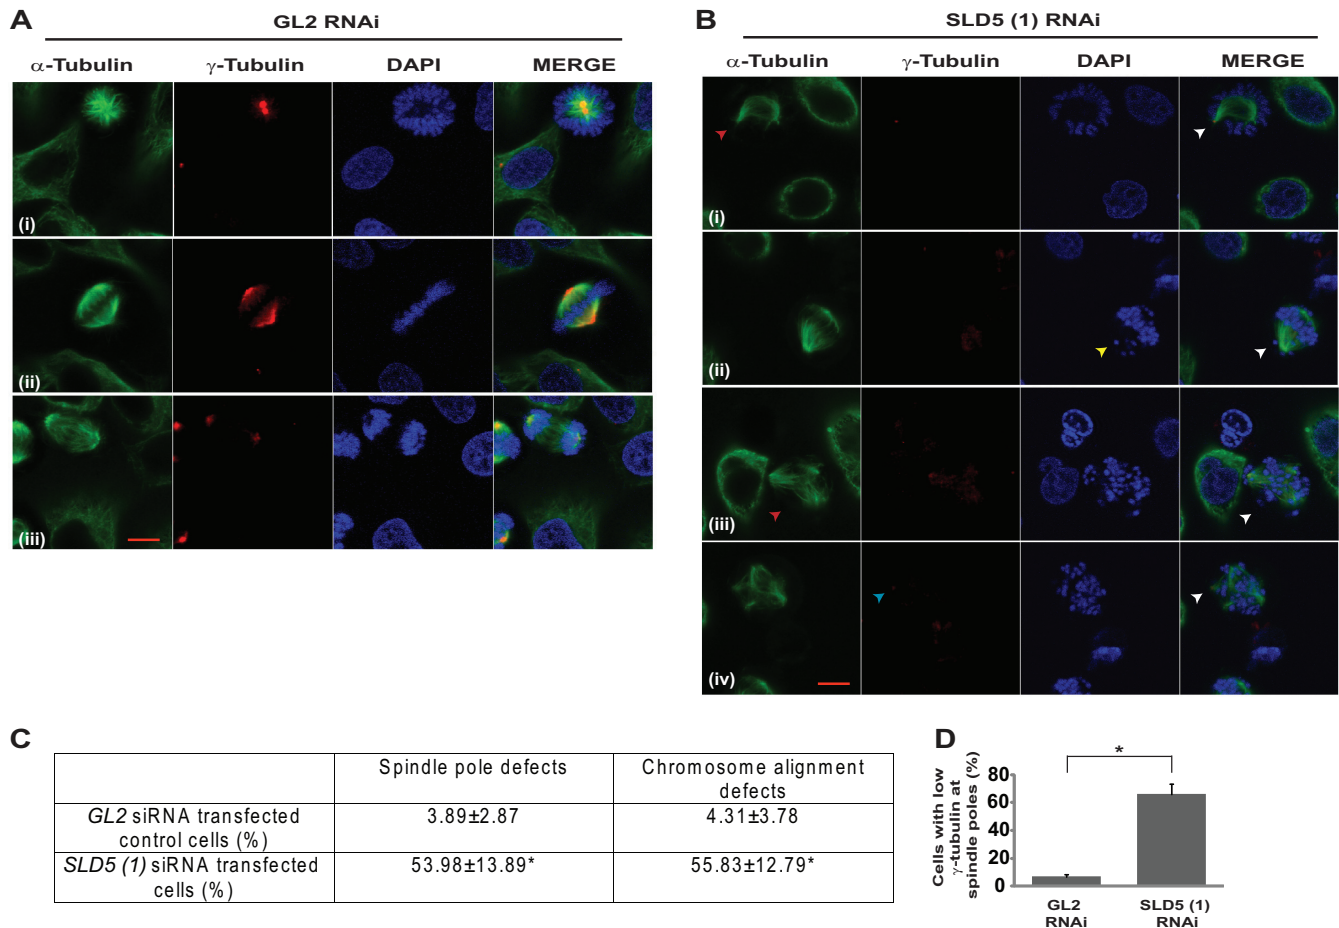 A
GL2 RNAi
α-Tubulin γ-Tubulin DAPI MERGE
(i)
(ii)
(iii)
B
SLD5 (1) RNAi
α-Tubulin γ-Tubulin DAPI MERGE
(i)
(ii)
(iii)
(iv)
C
Spindle pole defects
Chromosome alignment
defects
GL2 siRNA transfected
control cells (%)
3.89±2.87
4.31±3.78
SLD5 (1) siRNA transfected
cells (%)
53.98±13.89*
55.83±12.79*
D
Cells with low
γ-tubulin at
spindle poles (%)
80
60
40
20
0
*
GL2
RNAi
SLD5 (1)
RNAi